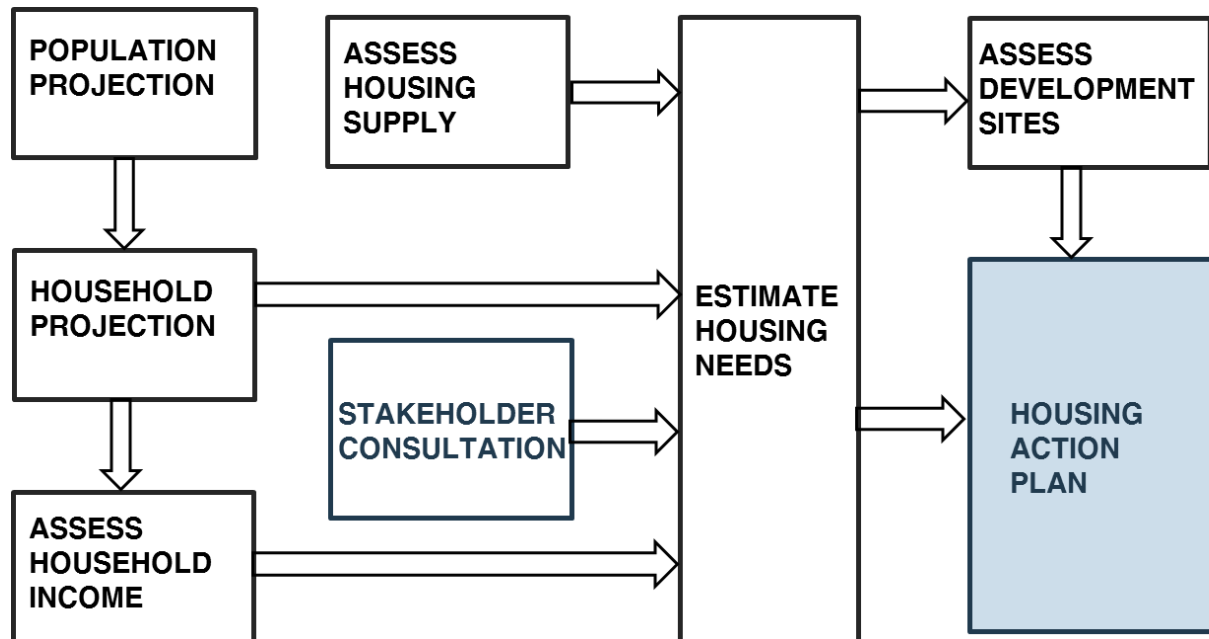 POPULATION
PROJECTION
ASSESS
HOUSING
SUPPLY
ASSESS
DEVELOPMENT
SITES
HOUSEHOLD
PROJECTION
ESTIMATE
HOUSING
NEEDS
STAKEHOLDER
CONSULTATION
HOUSING
ACTION
PLAN
ASSESS
HOUSEHOLD
INCOME